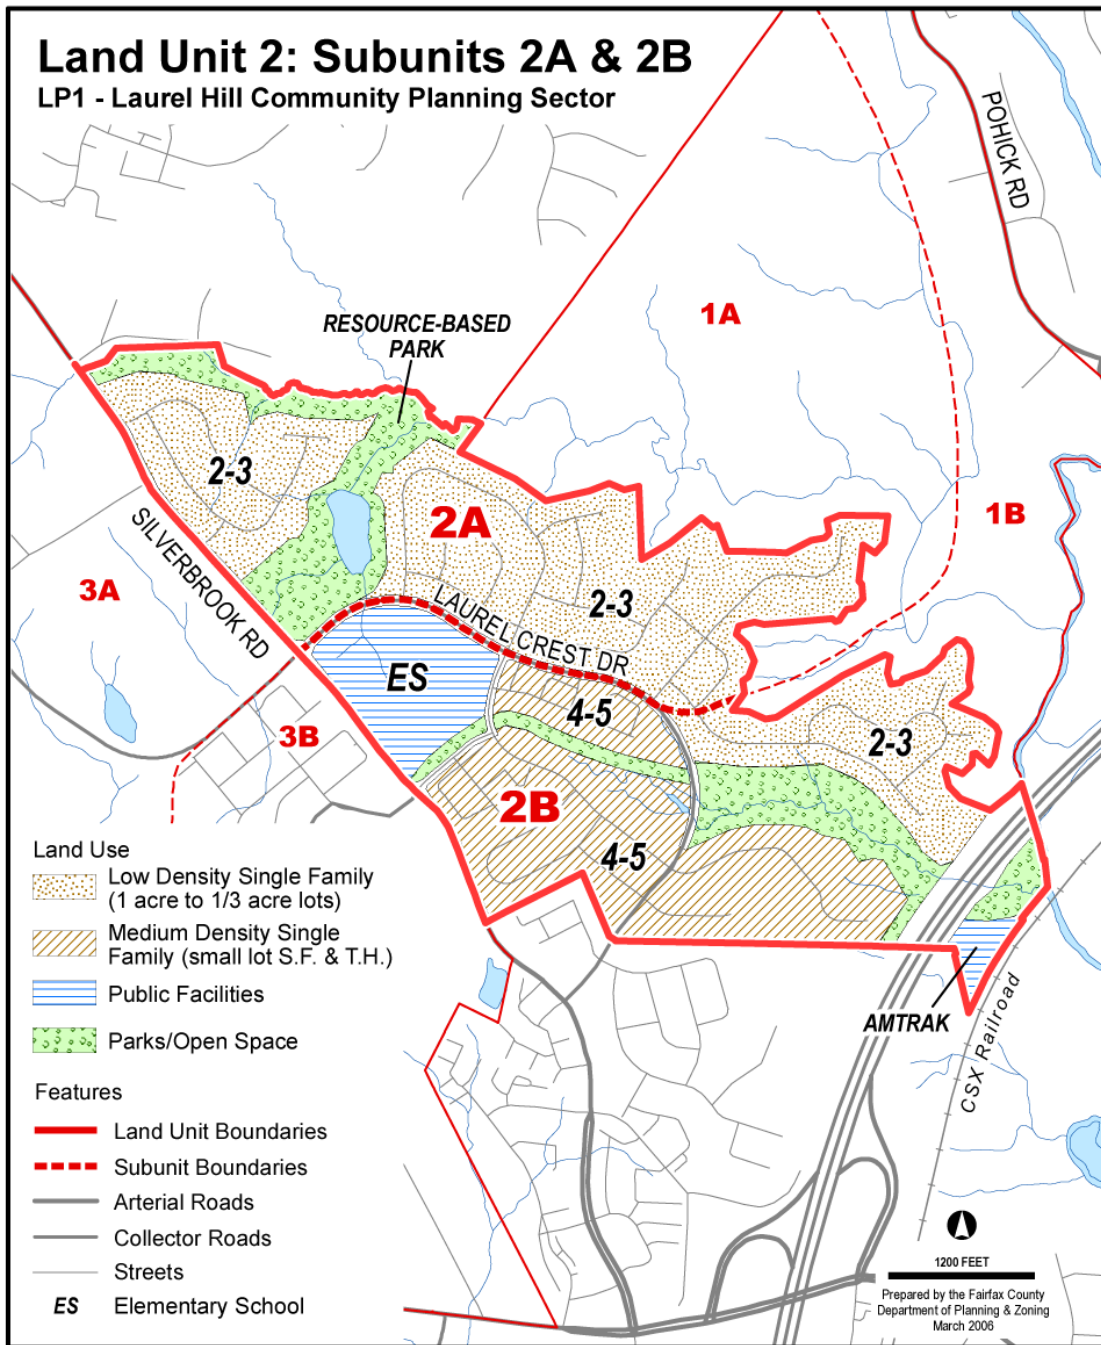 Land Unit 2: Subunits 2A & 2B
LP1 - Laurel Hill Community Planning Sector
POHICK RD
1A
RESOURCE-BASED
PARK
2-3
2A
1B
SILVERBROOK RD
3A
LAUREL CREST DR
2-3
ES
4-5
3B
2-3
2B
4-5
Land Use
Low Density Single Family
(1 acre to 1/3 acre lots)
Medium Density Single
Family (small lot S.F. & T.H.)
Public Facilities
Parks/Open Space
AMTRAK
CSX Railroad
Features
Land Unit Boundaries
Subunit Boundaries
Arterial Roads
Collector Roads
Streets
ES Elementary School
1200 FEET
Prepared by the Fairfax County
Department of Planning & Zoning
March 2006